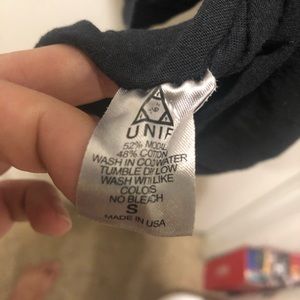 UNIF
52% MODAL
48% COTTON
WASH IN COLD WATER
TUMBLE DRY LOW
WASH WITH LIKE
COLOS
NO BLEACH
S
MADE IN USA